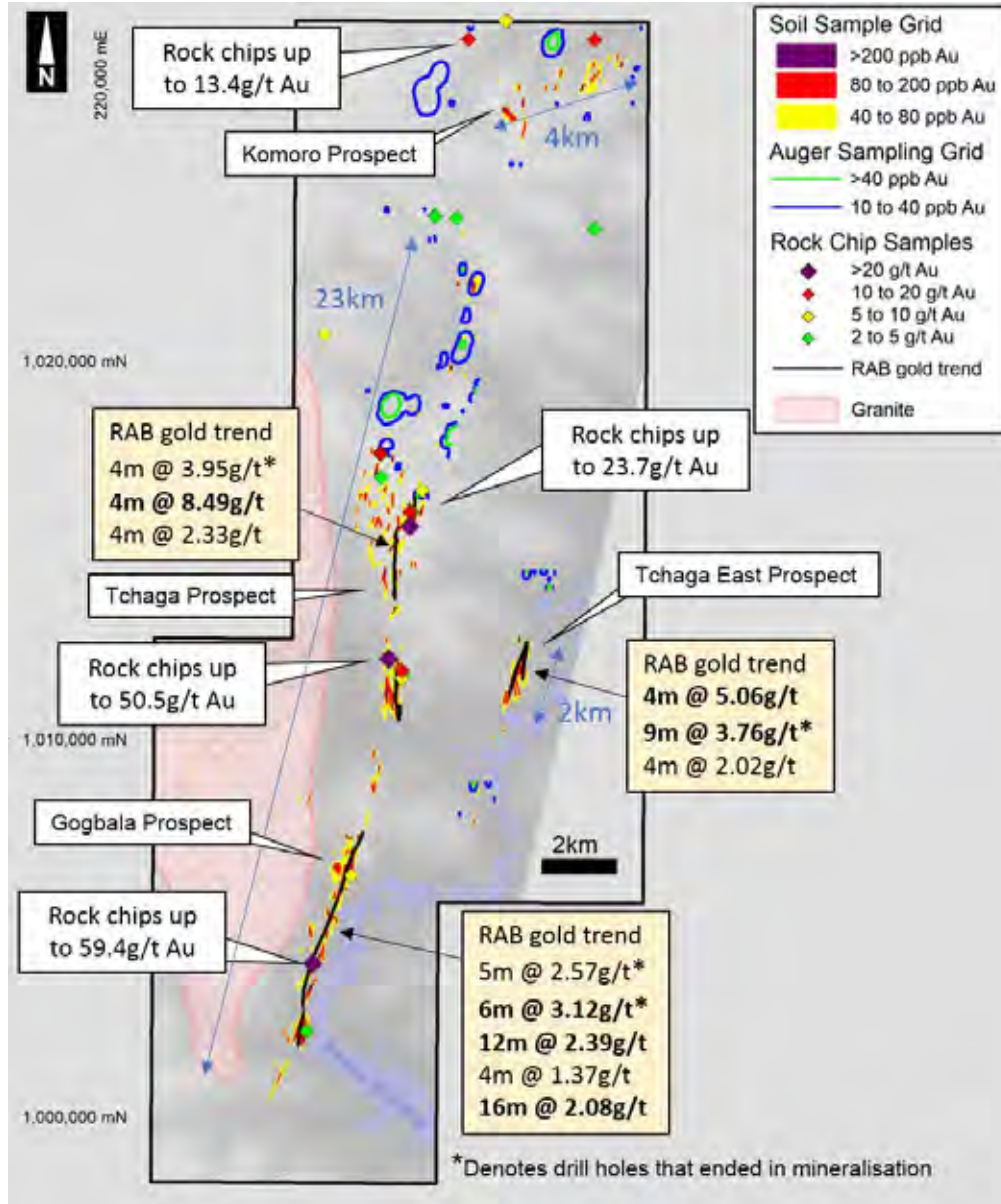 N
220,000 mE
Rock chips up
to 13.4g/t Au
Komoro Prospect
4km
23km
1,020,000 mN
RAB gold trend
4m @ 3.95g/t*
4m @ 8.49g/t
4m @ 2.33g/t
Rock chips up
to 23.7g/t Au
Tchaga Prospect
Tchaga East Prospect
Rock chips up
to 50.5g/t Au
2km
RAB gold trend
4m @ 5.06g/t
9m @ 3.76g/t*
4m @ 2.02g/t
1,010,000 mN
Gogbala Prospect
2km
Rock chips up
to 59.4g/t Au
RAB gold trend
5m @ 2.57g/t*
6m @ 3.12g/t*
12m @ 2.39g/t
4m @ 1.37g/t
16m @ 2.08g/t
1,000,000 mN
*Denotes drill holes that ended in mineralisation
Soil Sample Grid
>200 ppb Au
80 to 200 ppb Au
40 to 80 ppb Au
Auger Sampling Grid
>40 ppb Au
10 to 40 ppb Au
Rock Chip Samples
>20 g/t Au
10 to 20 g/t Au
5 to 10 g/t Au
2 to 5 g/t Au
RAB gold trend
Granite